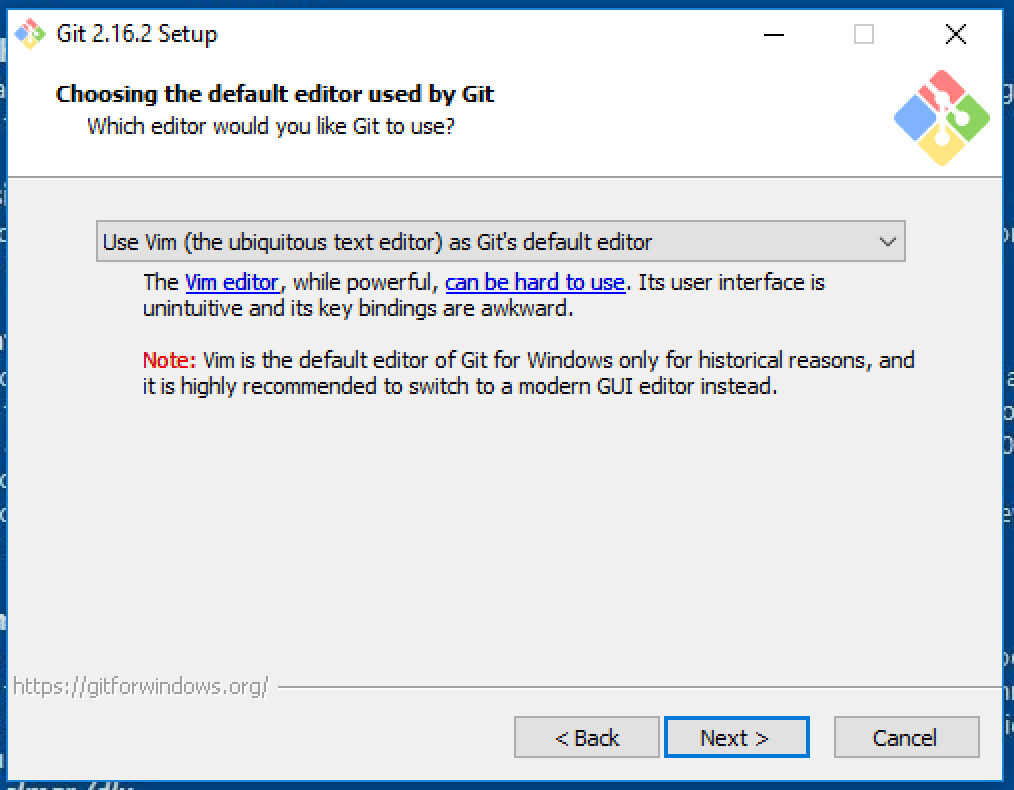 Git 2.16.2 Setup
Choosing the default editor used by Git
Which editor would you like Git to use?
Use Vim (the ubiquitous text editor) as Git's default editor
The Vim editor, while powerful, can be hard to use. Its user interface is
unintuitive and its key bindings are awkward.
Note: Vim is the default editor of Git for Windows only for historical reasons, and
it is highly recommended to switch to a modern GUI editor instead.
https://gitforwindows.org/
< Back
Next >
Cancel